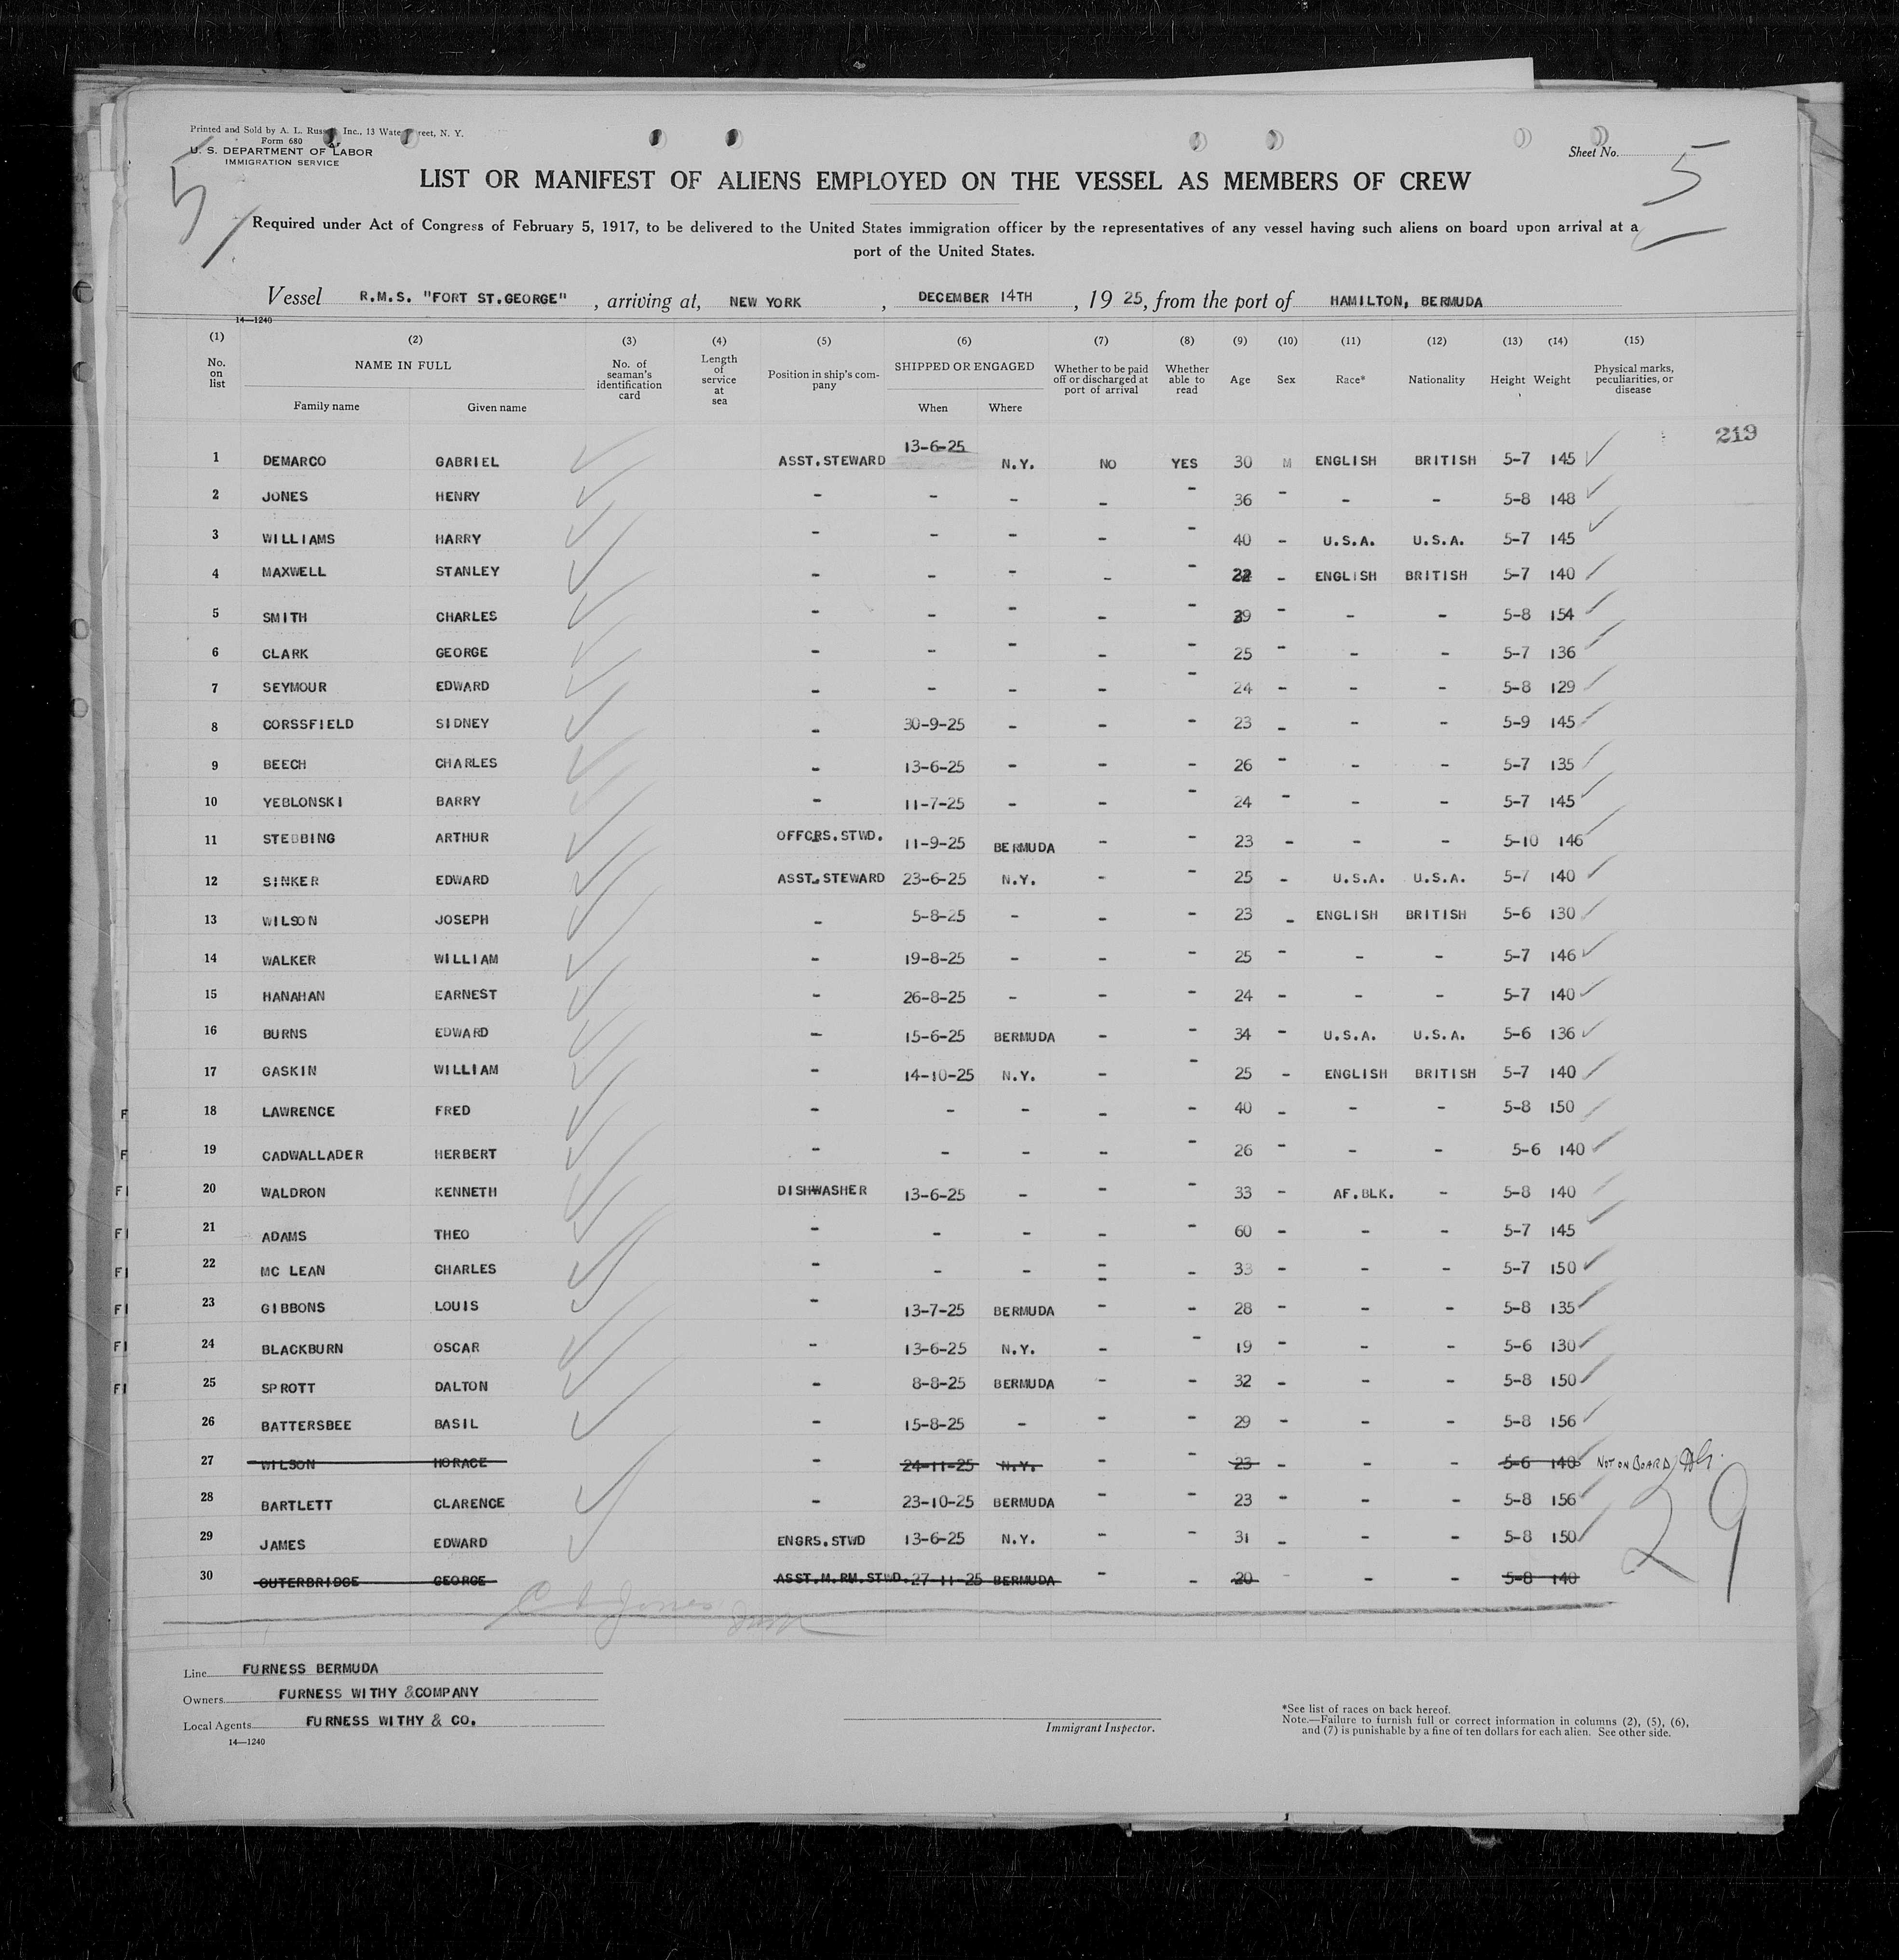 Printed and Sold by A. L. Russ Inc., 13 Wate reet, N. Y.
Form 680
U. S. DEPARTMENT OF LABOR
IMMIGRATION SERVICE
Sheet No.
5
5
LIST OR MANIFEST OF ALIENS EMPLOYED ON THE VESSEL AS MEMBERS OF CREW
Required under Act of Congress of February 5, 1917, to be delivered to the United States immigration officer by the representatives of any vessel having such aliens on board upon arrival at a
port of the United States.
Vessel R.M.S. "FORT ST.GEORGE" , arriving at, NEW YORK , DECEMBER 14TH , 19 25, from the port of HAMILTON, BERMUDA
14—1240
(1) (2) (3) (4) (5) (6) (7) (8) (9) (10) (11) (12) (13) (14) (15)
No. on list NAME IN FULL No. of seaman's identification card Length of service at sea Position in ship's com-pany SHIPPED OR ENGAGED Whether to be paid off or discharged at port of arrival Whether able to read Age Sex Race* Nationality Height Weight Physical marks, peculiarities, or disease
Family name Given name When Where
219
1 DEMARCO GABRIEL ASST.STEWARD 13-6-25 N.Y. NO YES 30 M ENGLISH BRITISH 5-7 145
2 JONES HENRY - - - - - 36 - - - 5-8 148
3 WILLIAMS HARRY - - - - - 40 - U.S.A. U.S.A. 5-7 145
4 MAXWELL STANLEY - - - - - 22 - ENGLISH BRITISH 5-7 140
5 SMITH CHARLES - - - - - 39 - - - 5-8 154
6 CLARK GEORGE - - - - - 25 - - - 5-7 136
7 SEYMOUR EDWARD - - - - - 24 - - - 5-8 129
8 CORSSFIELD SIDNEY - 30-9-25 - - - 23 - - - 5-9 145
9 BEECH CHARLES - 13-6-25 - - - 26 - - - 5-7 135
10 YEBLONSKI BARRY - 11-7-25 - - - 24 - - - 5-7 145
11 STEBBING ARTHUR OFFCRS.STWD. 11-9-25 BERMUDA - - 23 - - - 5-10 146
12 SINKER EDWARD ASST.STEWARD 23-6-25 N.Y. - - 25 - U.S.A. U.S.A. 5-7 140
13 WILSON JOSEPH - 5-8-25 - - - 23 - ENGLISH BRITISH 5-6 130
14 WALKER WILLIAM - 19-8-25 - - - 25 - - - 5-7 146
15 HANAHAN EARNEST - 26-8-25 - - - 24 - - - 5-7 140
16 BURNS EDWARD - 15-6-25 BERMUDA - - 34 - U.S.A. U.S.A. 5-6 136
17 GASKIN WILLIAM - 14-10-25 N.Y. - - 25 - ENGLISH BRITISH 5-7 140
F 18 LAWRENCE FRED - - - - - 40 - - - 5-8 150
F 19 CADWALLADER HERBERT - - - - - 26 - - - 5-6 140
FI 20 WALDRON KENNETH DISHWASHER 13-6-25 - - - 33 - AF.BLK. - 5-8 140
FI 21 ADAMS THEO - - - - - 60 - - - 5-7 145
FI 22 MC LEAN CHARLES - - - - - 33 - - - 5-7 150
FI 23 GIBBONS LOUIS - 13-7-25 BERMUDA - - 28 - - - 5-8 135
FI 24 BLACKBURN OSCAR - 13-6-25 N.Y. - - 19 - - - 5-6 130
FI 25 SPROTT DALTON - 8-8-25 BERMUDA - - 32 - - - 5-8 150
26 BATTERSBEE BASIL - 15-8-25 - - - 29 - - - 5-8 156
27 WILSON HORACE - 24-11-25 N.Y. - - 23 - - - 5-6 140 NOT ON BOARD
28 BARTLETT CLARENCE - 23-10-25 BERMUDA - - 23 - - - 5-8 156
29 JAMES EDWARD ENGRS.STWD 13-6-25 N.Y. - - 31 - - - 5-8 150
29
30 OUTERBRIDGE GEORGE ASST.M.RM.STWD. 27-11-25 BERMUDA - - 20 - - - 5-8 140
Line FURNESS BERMUDA
Owners FURNESS WITHY &COMPANY
Local Agents FURNESS WITHY & CO.
14—1240
Immigrant Inspector.
*See list of races on back hereof.
Note.—Failure to furnish full or correct information in columns (2), (5), (6),
and (7) is punishable by a fine of ten dollars for each alien. See other side.